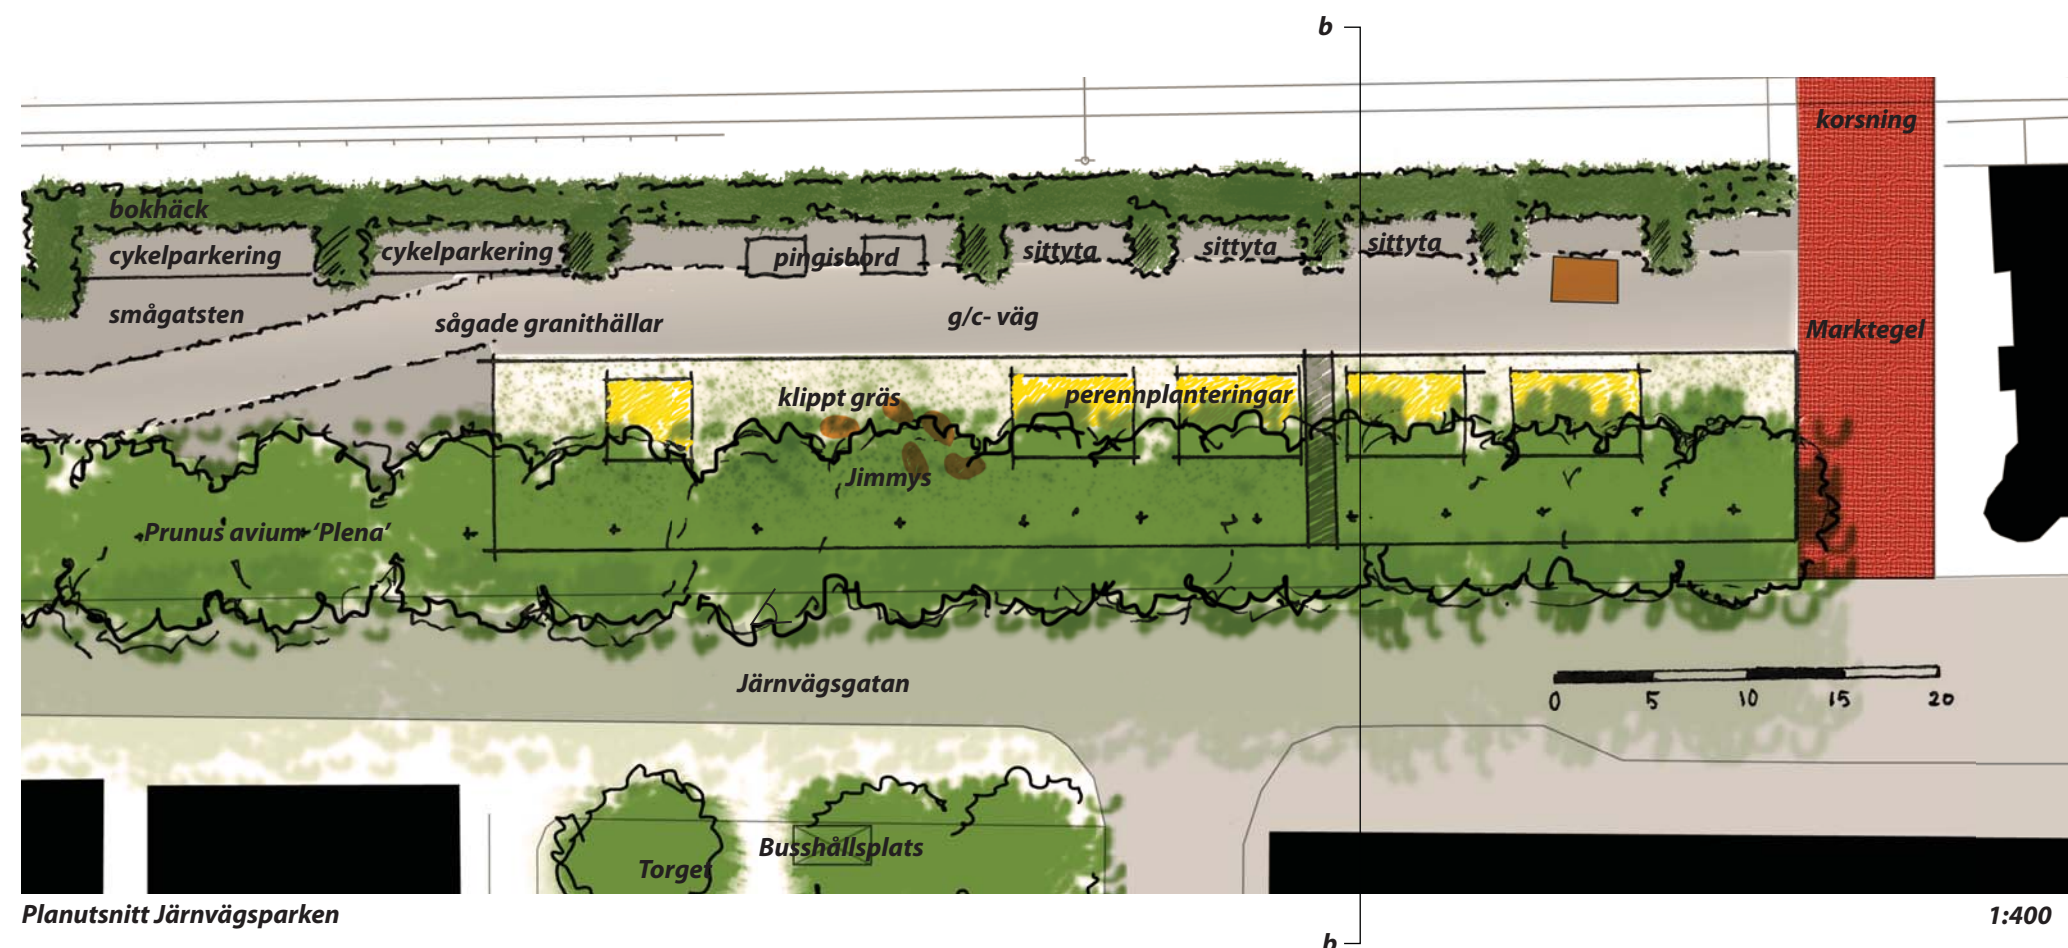 b
korsning
bokhäck
cykelparkering
cykelparkering
pingisbord
sittyta
sittyta
sittyta
smågatsten
sågade granithällar
g/c- väg
Marktegel
klippt gräs
perennplanteringar
Jimmys
Prunus avium 'Plena'
Järnvägsgatan
0 5 10 15 20
Busshållsplats
Torget
Planutsnitt Järnvägsparken
1:400
b